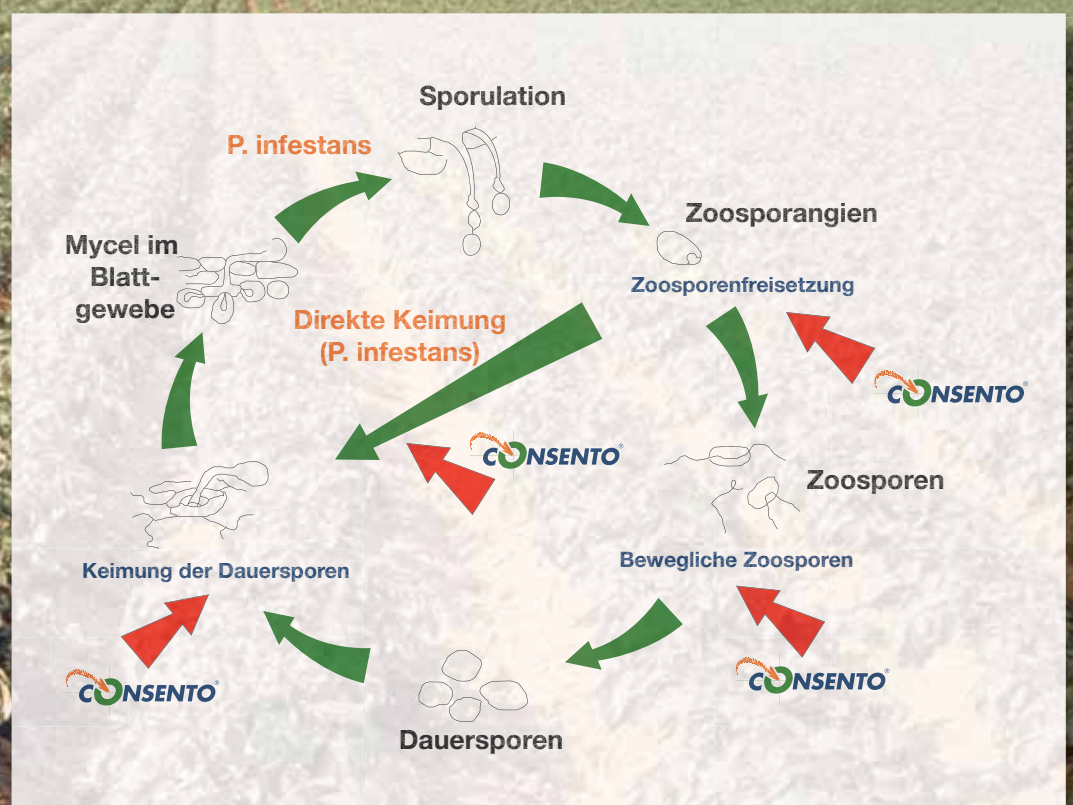 Sporulation
P. infestans
Zoosporangien
Mycel im
Blatt-
gewebe
Zoosporenfreisetzung
Direkte Keimung
(P. infestans)
CONSENTO®
CONSENTO®
Zoosporen
Bewegliche Zoosporen
Keimung der Dauersporen
CONSENTO®
CONSENTO®
Dauersporen